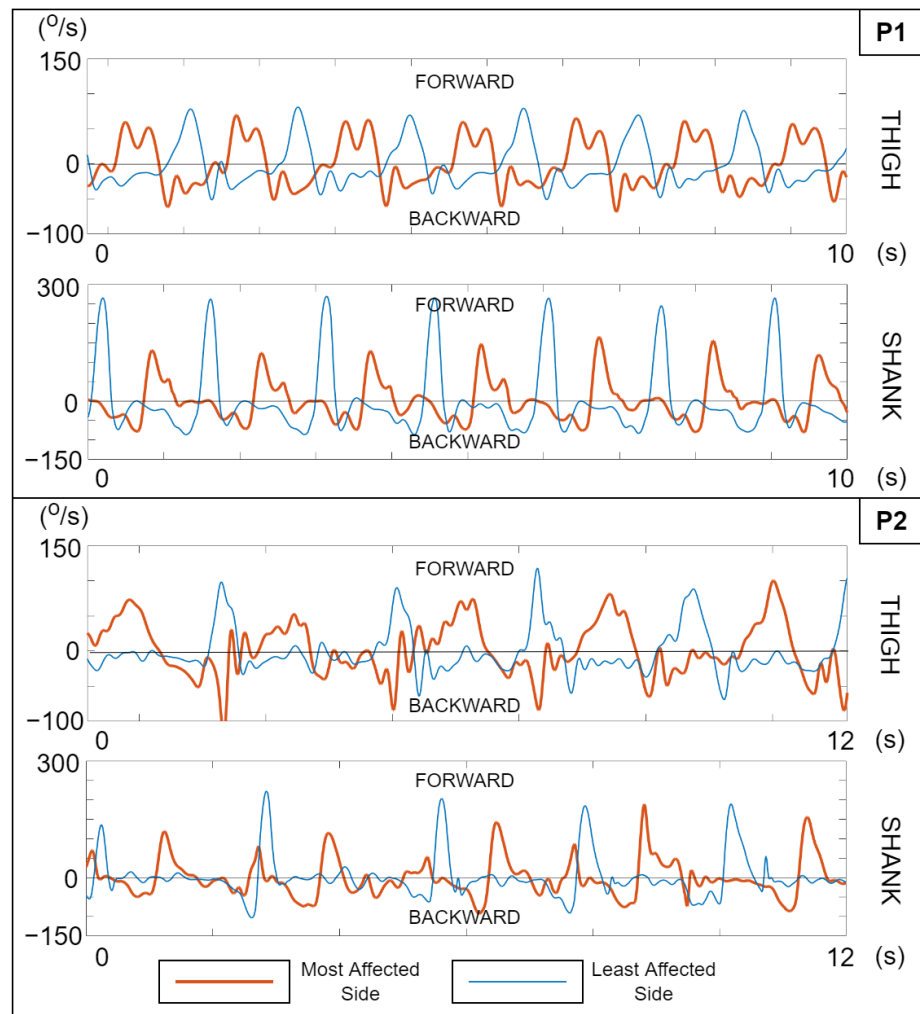 (O/s)
P1
150
FORWARD
0
BACKWARD
−100
0
10
(s)
THIGH
300
FORWARD
0
BACKWARD
−150
0
10
(s)
SHANK
(O/s)
P2
150
FORWARD
0
BACKWARD
−100
0
12
(s)
THIGH
300
FORWARD
0
BACKWARD
−150
0
12
(s)
SHANK
Most Affected
Side
Least Affected
Side